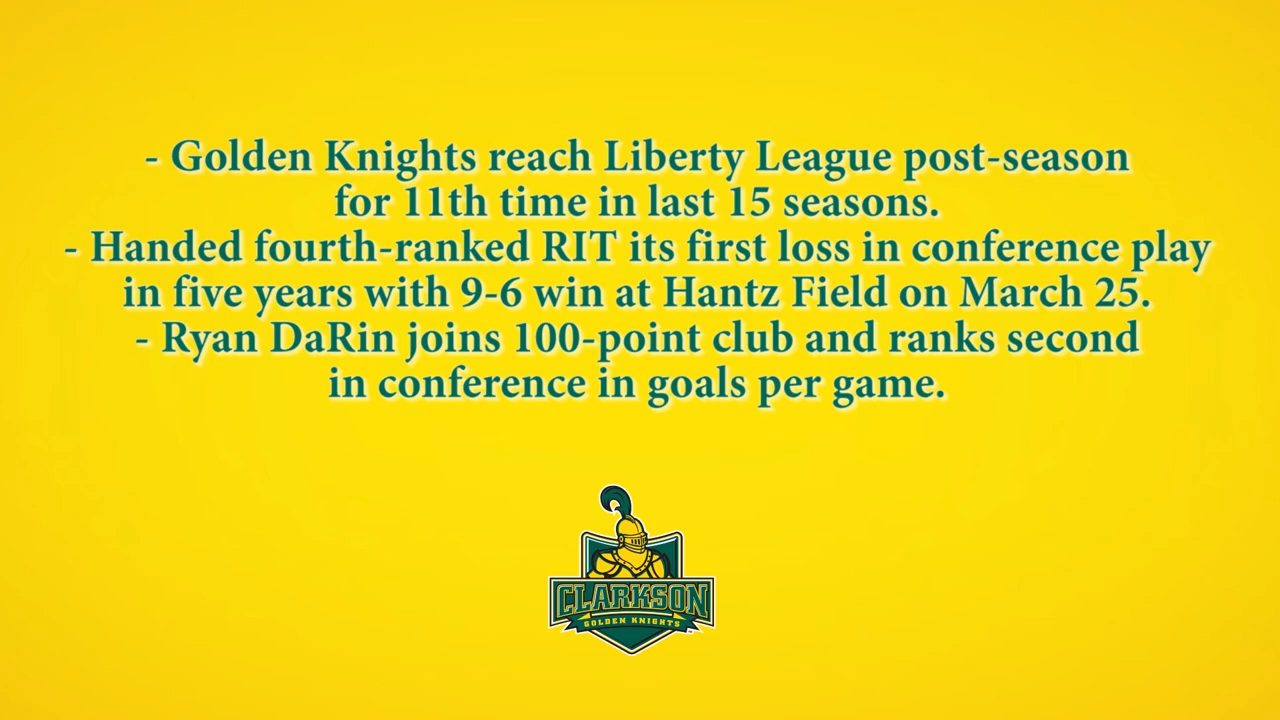 - Golden Knights reach Liberty League post-season
for 11th time in last 15 seasons.
- Handed fourth-ranked RIT its first loss in conference play
in five years with 9-6 win at Hantz Field on March 25.
- Ryan DaRin joins 100-point club and ranks second
in conference in goals per game.
CLARKSON
GOLDEN KNIGHTS